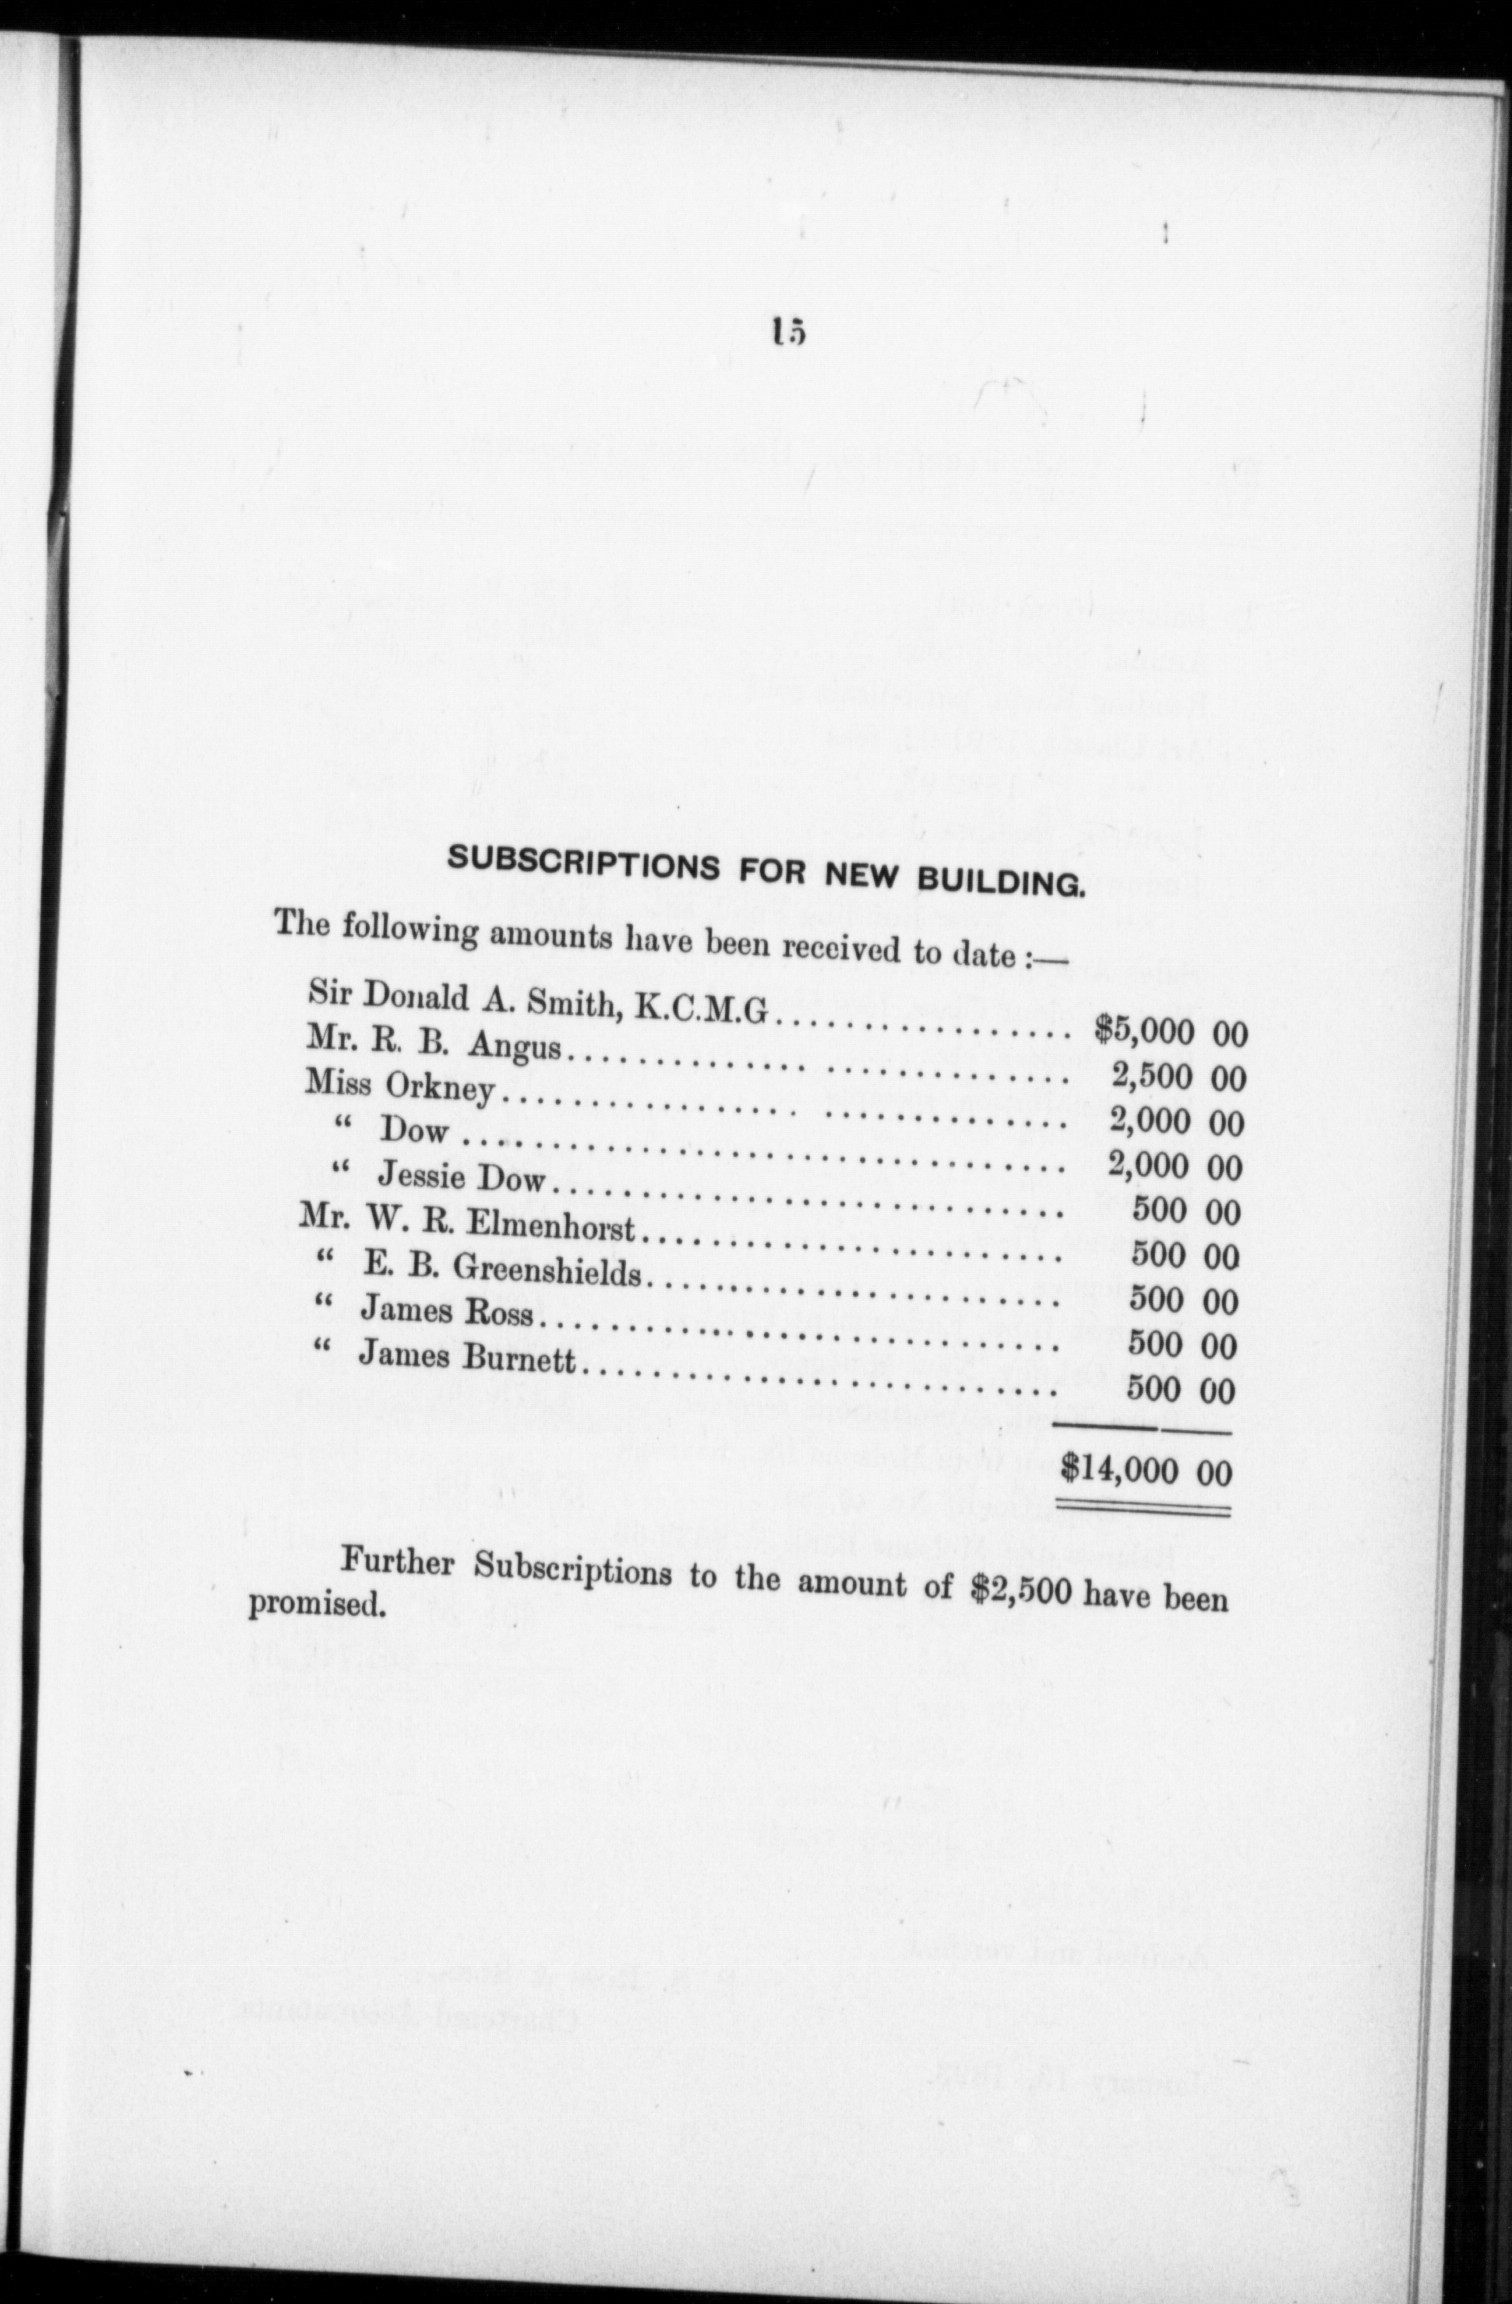 15
SUBSCRIPTIONS FOR NEW BUILDING.
The following amounts have been received to date :—
Sir Donald A. Smith, K.C.M.G................. $5,000 00
Mr. R. B. Angus............................ 2,500 00
Miss Orkney................................ 2,000 00
“ Dow ................................... 2,000 00
“ Jessie Dow.............................. 500 00
Mr. W. R. Elmenhorst........................ 500 00
“ E. B. Greenshields........................ 500 00
“ James Ross.............................. 500 00
“ James Burnett........................... 500 00
$14,000 00
Further Subscriptions to the amount of $2,500 have been
promised.